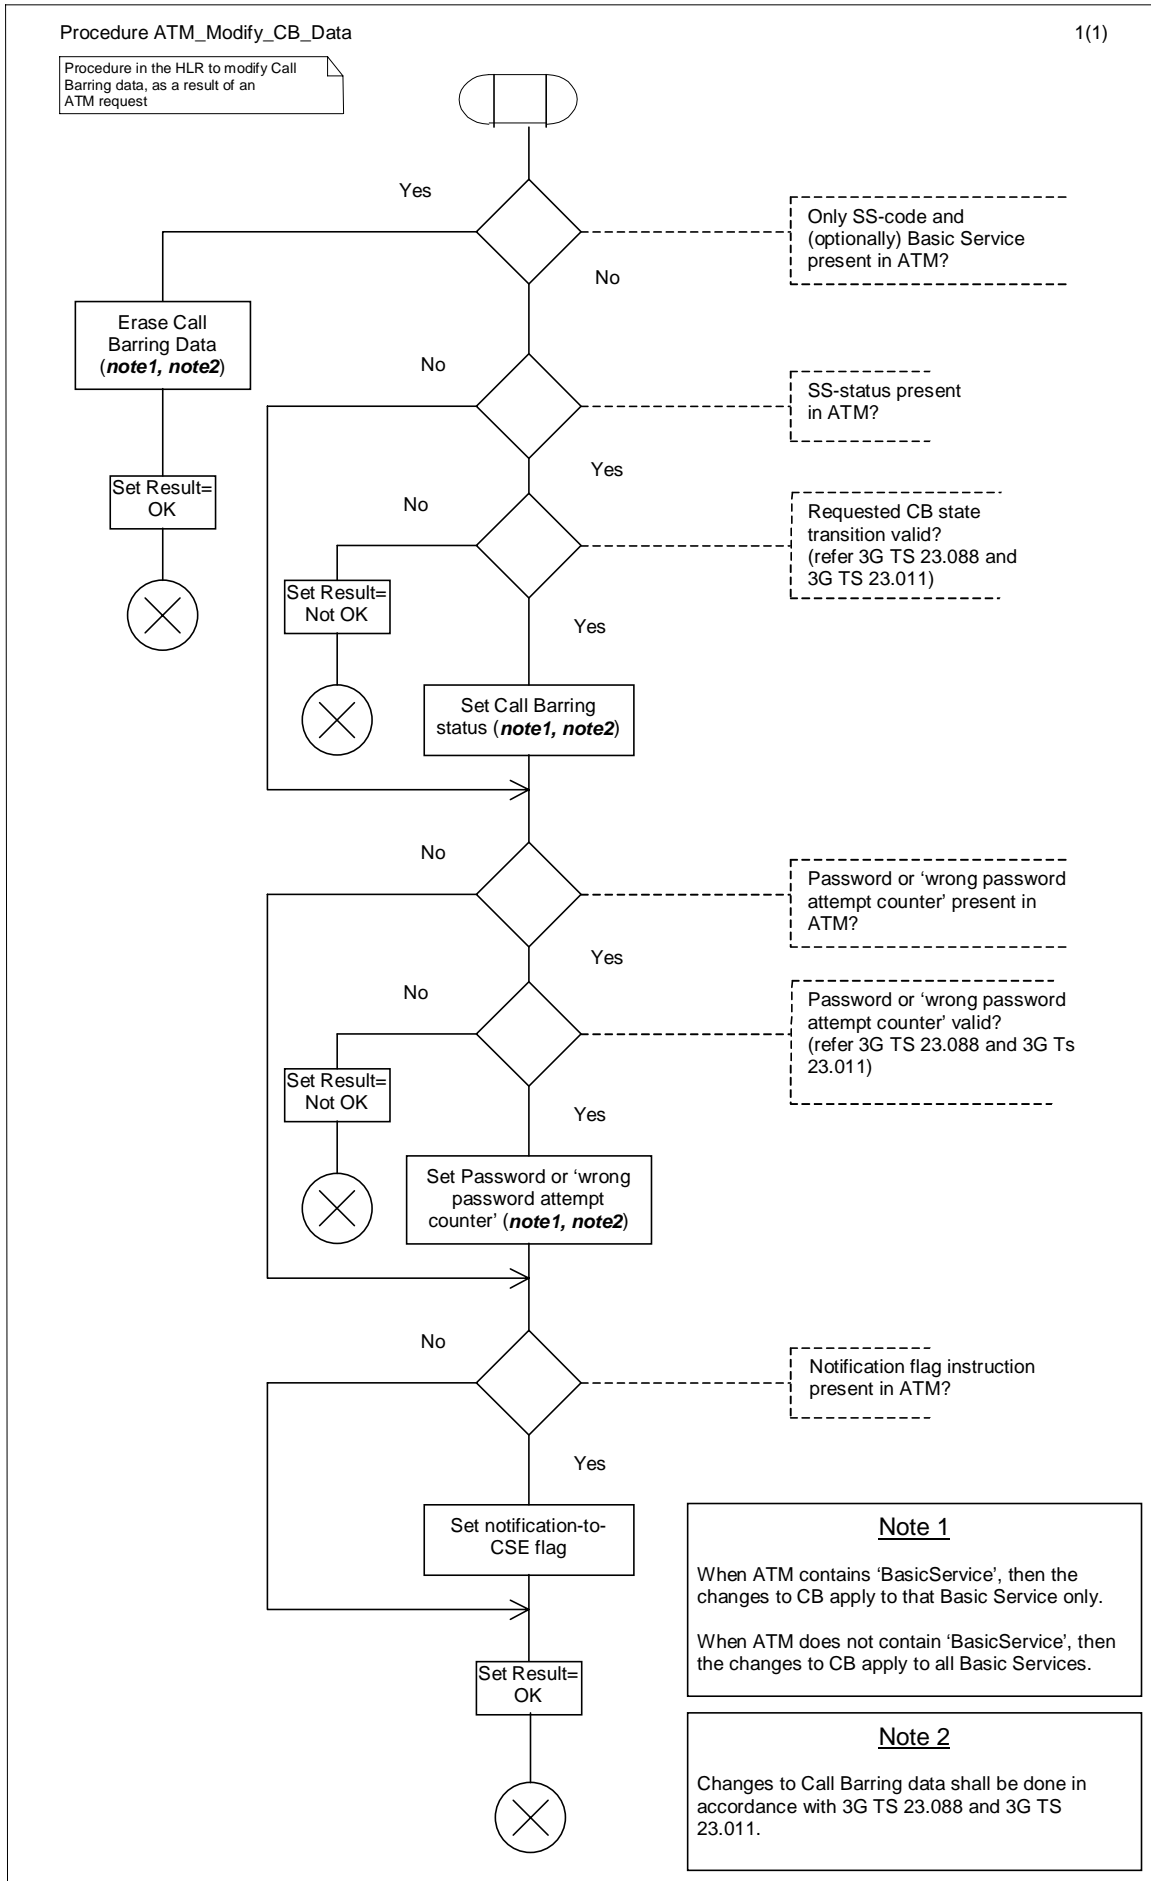 Procedure ATM_Modify_CB_Data
1(1)
Procedure in the HLR to modify Call
Barring data, as a result of an
ATM request
Yes
Only SS-code and
(optionally) Basic Service
present in ATM?
No
Erase Call
Barring Data
(note1, note2)
No
SS-status present
in ATM?
Yes
Set Result=
OK
No
Requested CB state
transition valid?
(refer 3G TS 23.088 and
3G TS 23.011)
Set Result=
Not OK
Yes
Set Call Barring
status (note1, note2)
No
Password or ‘wrong password
attempt counter’ present in
ATM?
Yes
No
Password or ‘wrong password
attempt counter’ valid?
(refer 3G TS 23.088 and 3G Ts
23.011)
Set Result=
Not OK
Yes
Set Password or ‘wrong
password attempt
counter’ (note1, note2)
No
Notification flag instruction
present in ATM?
Yes
Set notification-to-
CSE flag
Note 1
When ATM contains ‘BasicService’, then the
changes to CB apply to that Basic Service only.
When ATM does not contain ‘BasicService’, then
the changes to CB apply to all Basic Services.
Set Result=
OK
Note 2
Changes to Call Barring data shall be done in
accordance with 3G TS 23.088 and 3G TS
23.011.